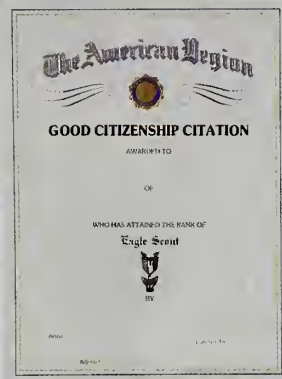 The American Legion
GOOD CITIZENSHIP CITATION
AWARDED TO
OF
WHO HAS ATTAINED THE RANK OF
Eagle Scout
BY